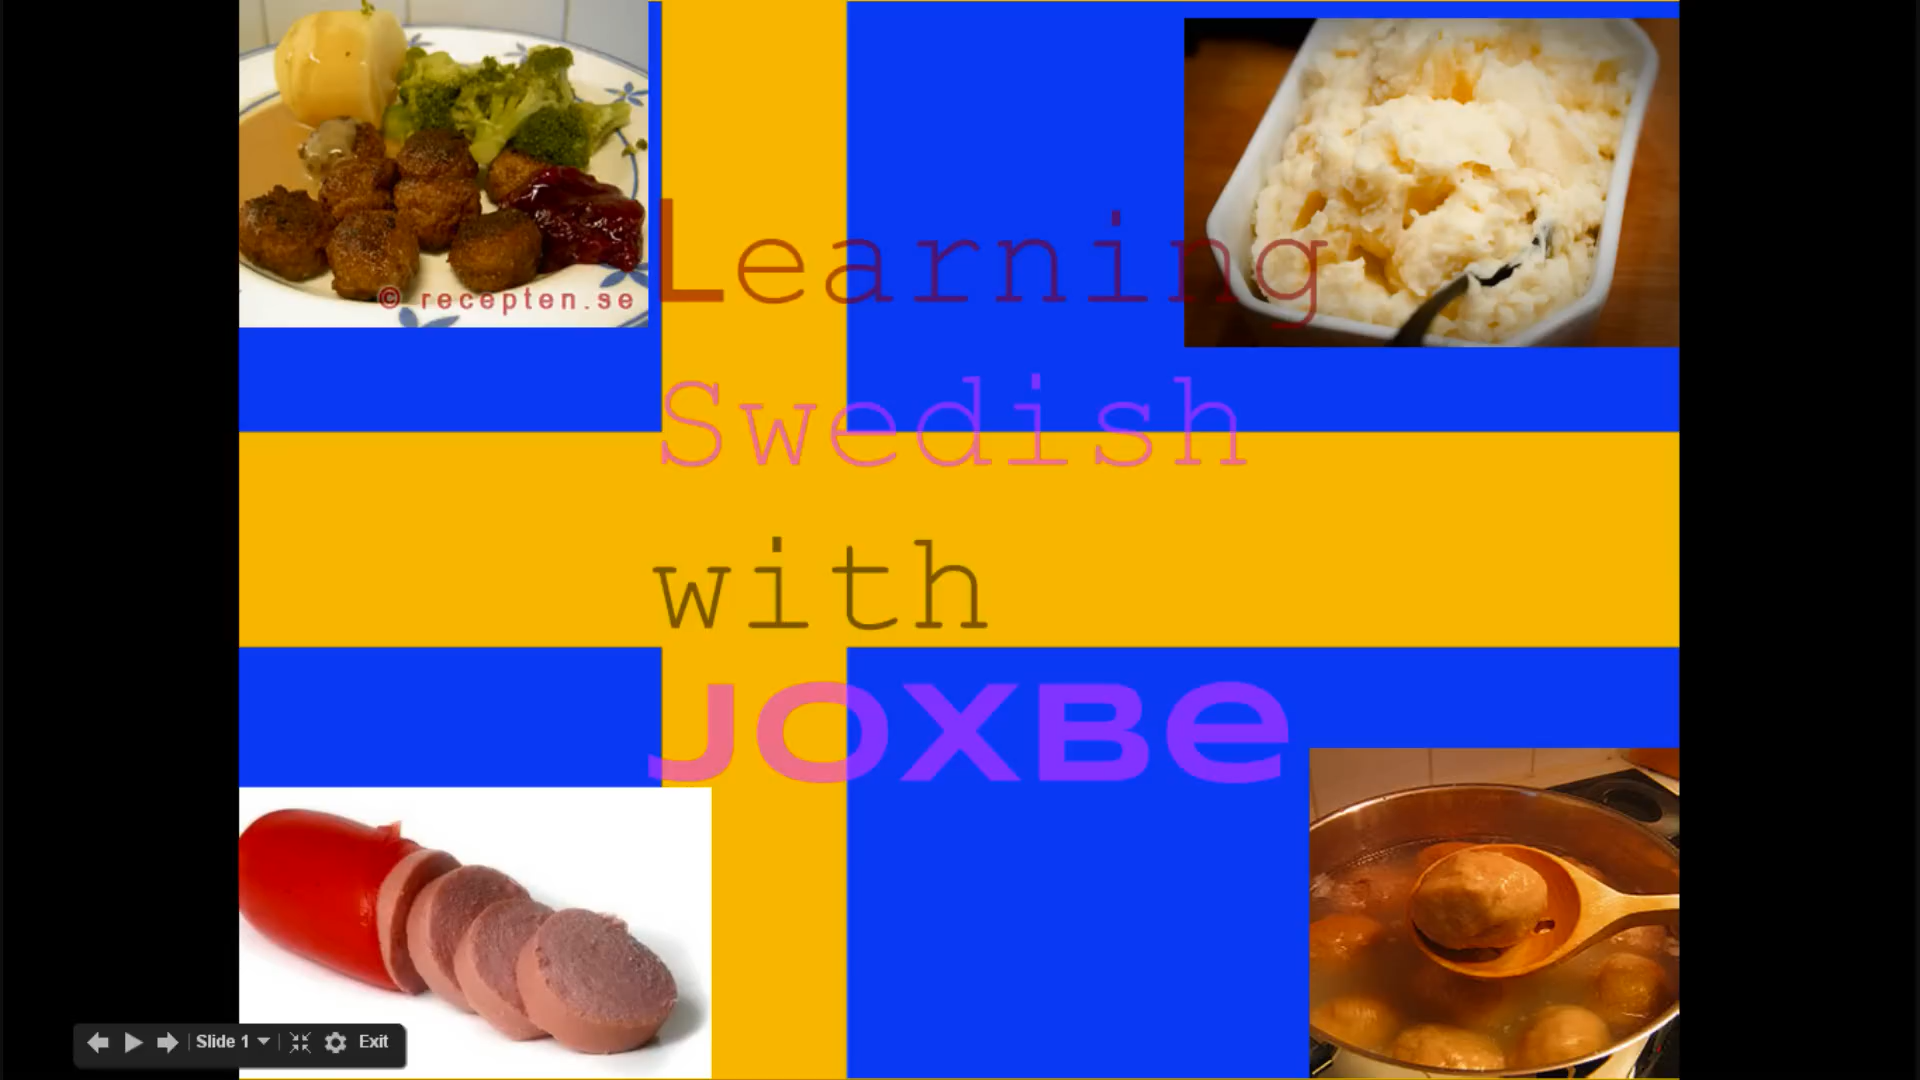 © recepten.se
Learning
Swedish
with
JOXBe
Slide 1
Exit